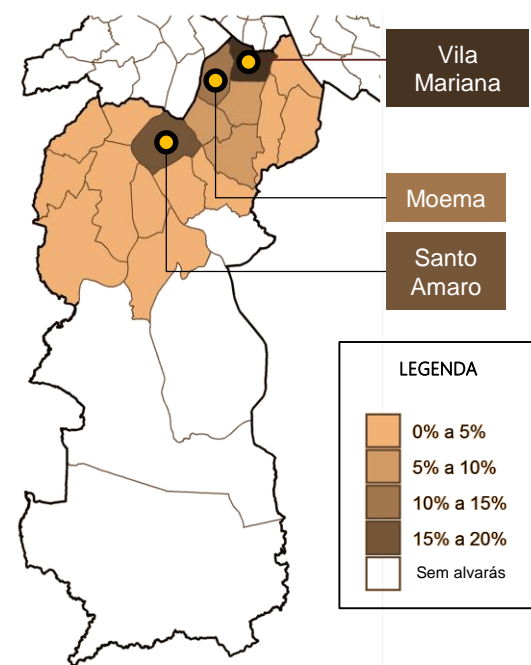 Vila
Mariana
Moema
Santo
Amaro
LEGENDA
0% a 5%
5% a 10%
10% a 15%
15% a 20%
Sem alvarás